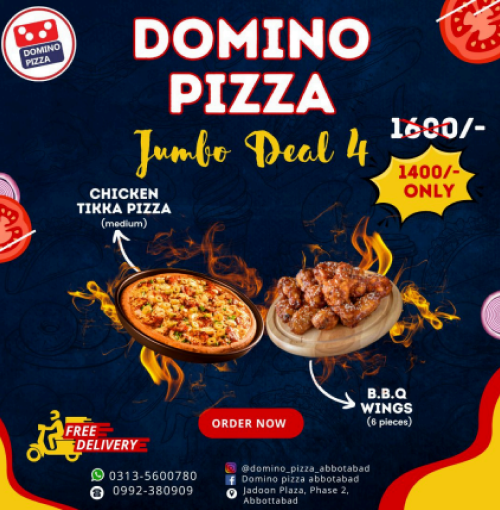 DOMINO
PIZZA
DOMINO
PIZZA
Jumbo Deal 4
1600/-
1400/-
ONLY
CHICKEN
TIKKA PIZZA
(medium)
B.B.Q
WINGS
(6 pieces)
ORDER NOW
FREE
DELIVERY
0313-5600780
0992-380909
@domino_pizza_abbotabad
Domino pizza abbotabad
Jadoon Plaza, Phase 2,
Abbottabad